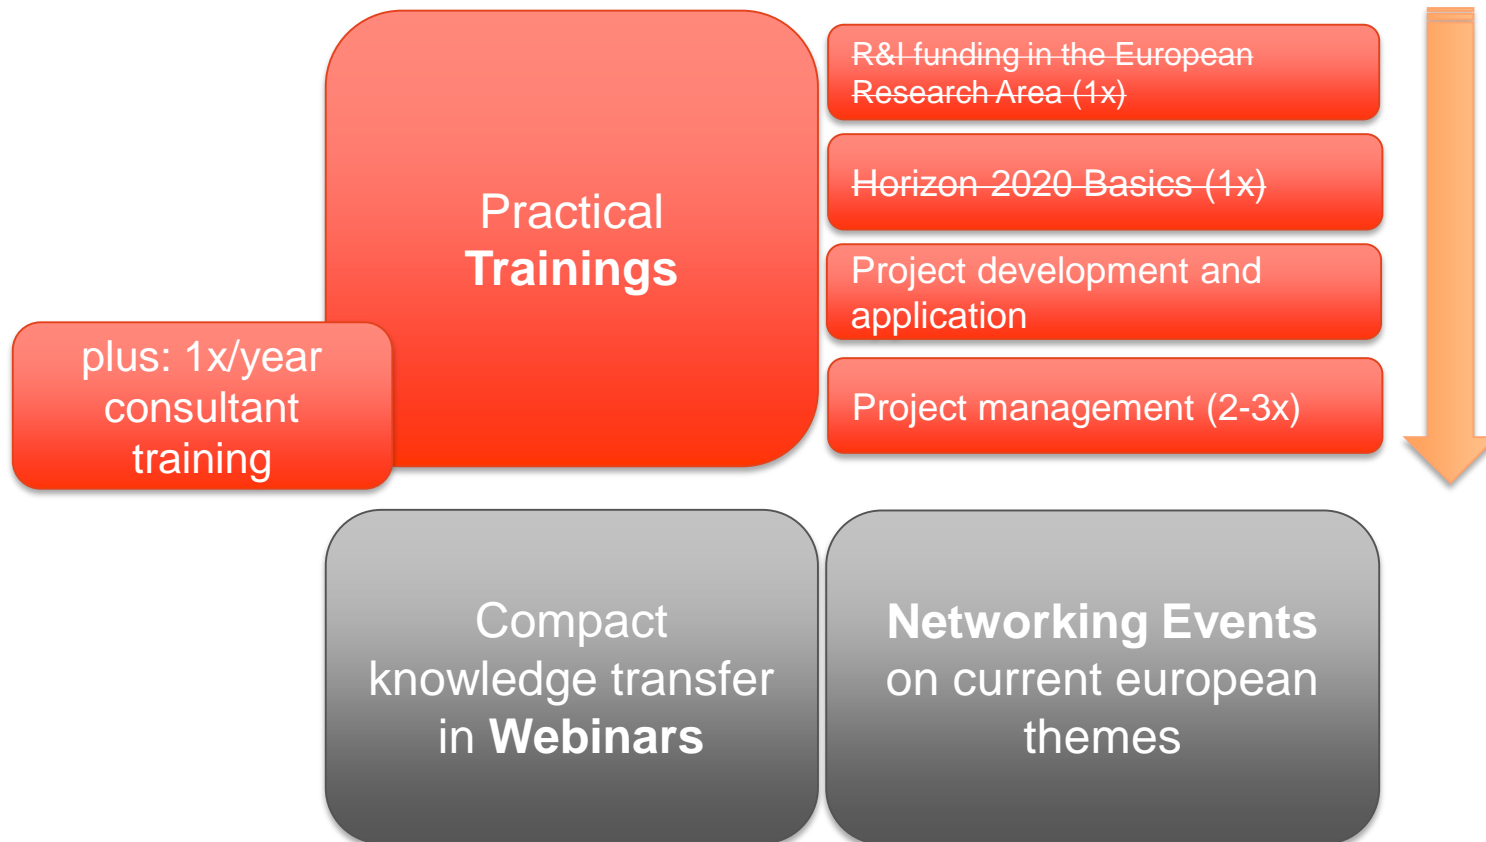 Practical
Trainings
R&I funding in the European
Research Area (1x)
Horizon 2020 Basics (1x)
Project development and
application
Project management (2-3x)
plus: 1x/year
consultant
training
Compact
knowledge transfer
in Webinars
Networking Events
on current european
themes